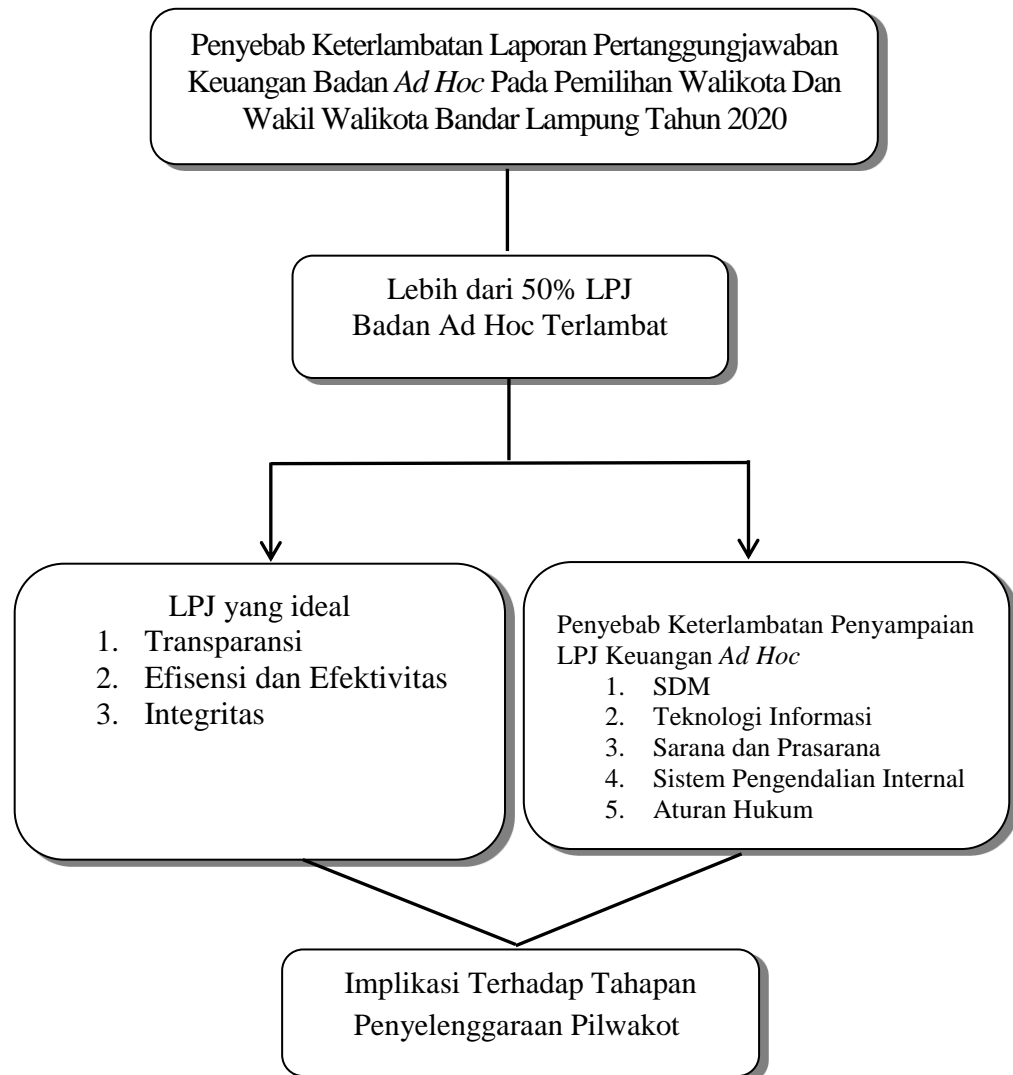 Penyebab Keterlambatan Laporan Pertanggungjawaban
Keuangan Badan Ad Hoc Pada Pemilihan Walikota Dan
Wakil Walikota Bandar Lampung Tahun 2020
Lebih dari 50% LPJ
Badan Ad Hoc Terlambat
LPJ yang ideal
1. Transparansi
2. Efisensi dan Efektivitas
3. Integritas
Penyebab Keterlambatan Penyampaian
LPJ Keuangan Ad Hoc
1. SDM
2. Teknologi Informasi
3. Sarana dan Prasarana
4. Sistem Pengendalian Internal
5. Aturan Hukum
Implikasi Terhadap Tahapan
Penyelenggaraan Pilwakot